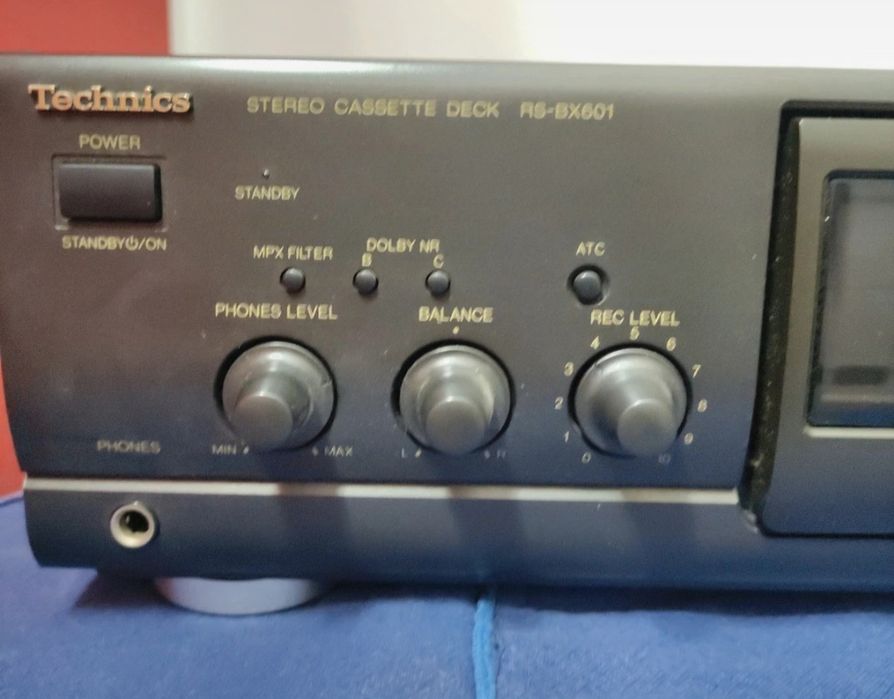 Technics
STEREO CASSETTE DECK RS-BX601
POWER
STANDBY
STANDBY⏻/ON
MPX FILTER
DOLBY NR
B C
ATC
PHONES LEVEL
BALANCE
REC LEVEL
0 1 2 3 4 5 6 7 8 9 10
MIN MAX
L R
PHONES